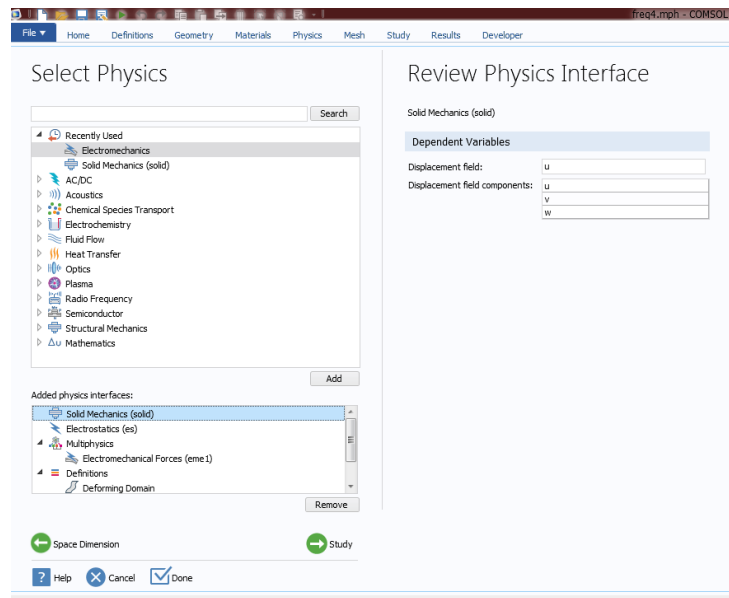 freq4.mph - COMSOL
File Home Definitions Geometry Materials Physics Mesh Study Results Developer
Select Physics
Search
Recently Used
Electromechanics
Solid Mechanics (solid)
AC/DC
Acoustics
Chemical Species Transport
Electrochemistry
Fluid Flow
Heat Transfer
Optics
Plasma
Radio Frequency
Semiconductor
Structural Mechanics
Δu Mathematics
Add
Added physics interfaces:
Solid Mechanics (solid)
Electrostatics (es)
Multiphysics
Electromechanical Forces (eme1)
Definitions
Deforming Domain
Remove
Space Dimension
Study
? Help Cancel Done
Review Physics Interface
Solid Mechanics (solid)
Dependent Variables
Displacement field: u
Displacement field components: u
v
w